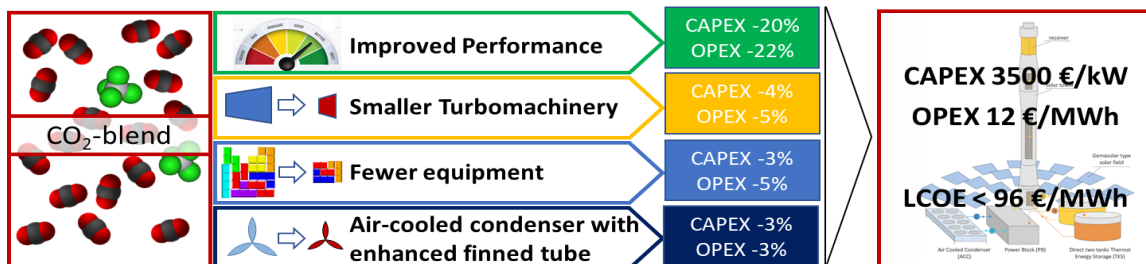 CO₂-blend
Improved Performance
CAPEX -20%
OPEX -22%
Smaller Turbomachinery
CAPEX -4%
OPEX -5%
Fewer equipment
CAPEX -3%
OPEX -5%
Air-cooled condenser with
enhanced finned tube
CAPEX -3%
OPEX -3%
receiver
CAPEX 3500 €/kW
OPEX 12 €/MWh
Gemasolar type
solar field
LCOE < 96 €/MWh
Air Cooled Condenser
(ACC)
Power Block (PB)
Direct two tanks Thermal
Energy Storage (TES)